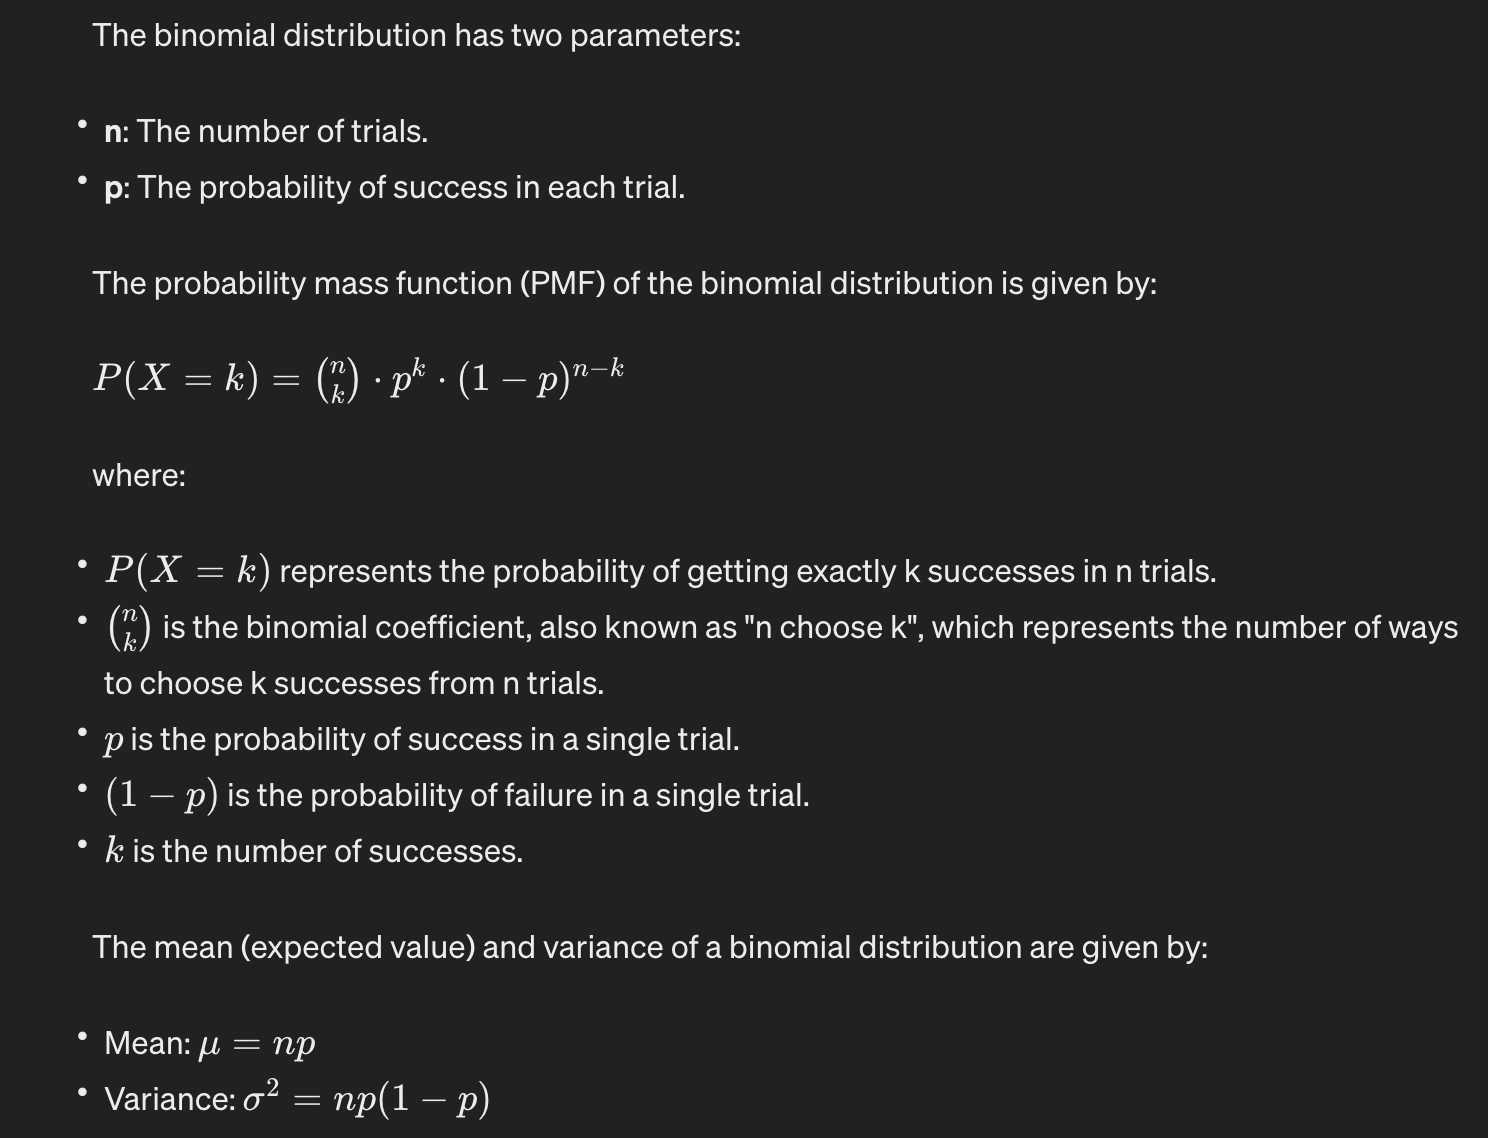 The binomial distribution has two parameters:
• n: The number of trials.
• p: The probability of success in each trial.
The probability mass function (PMF) of the binomial distribution is given by:
$P(X = k) = \binom{n}{k} \cdot p^k \cdot (1 - p)^{n-k}$
where:
• $P(X = k)$ represents the probability of getting exactly k successes in n trials.
• $\binom{n}{k}$ is the binomial coefficient, also known as "n choose k", which represents the number of ways
to choose k successes from n trials.
• $p$ is the probability of success in a single trial.
• $(1 - p)$ is the probability of failure in a single trial.
• $k$ is the number of successes.
The mean (expected value) and variance of a binomial distribution are given by:
• Mean: $\mu = np$
• Variance: $\sigma^2 = np(1 - p)$